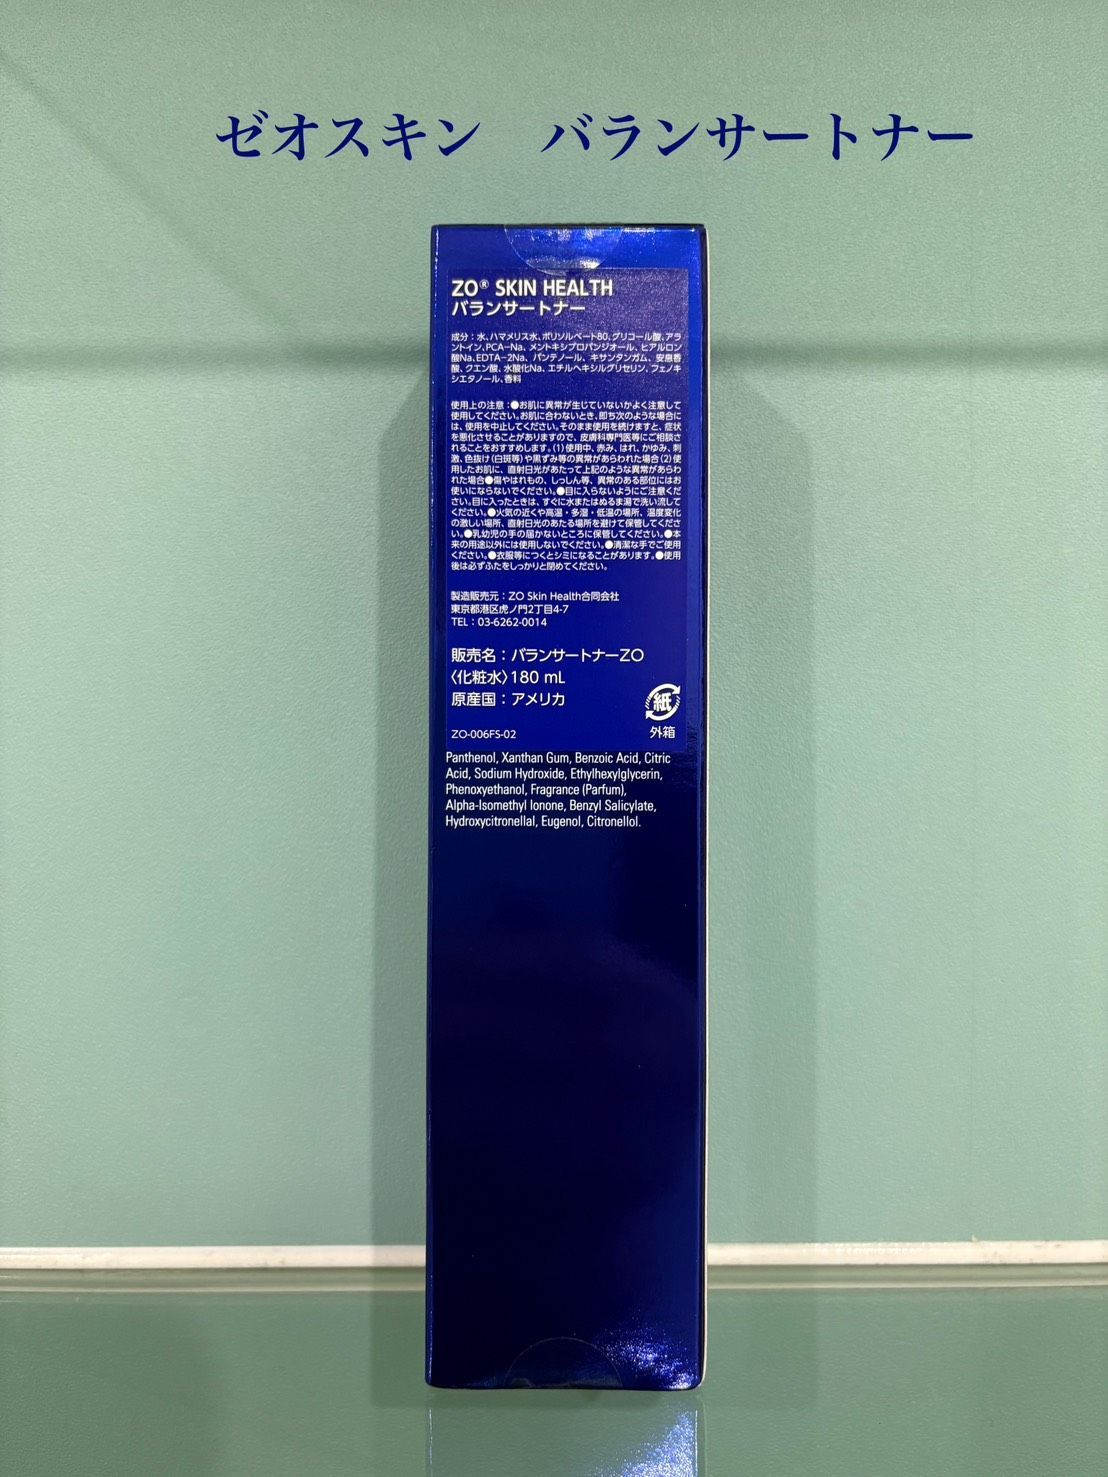 ゼオスキン　バランサートナー
ZO® SKIN HEALTH
バランサートナー
成分：水、ハマメリス水、ポリソルベート80、グリコール酸、アラ
ントイン、PCA−Na、メントキシプロパンジオール、ヒアルロン
酸Na、EDTA−2Na、パンテノール、キサンタンガム、安息香
酸、クエン酸、水酸化Na、エチルヘキシルグリセリン、フェノキ
シエタノール、香料
使用上の注意：●お肌に異常が生じていないかよく注意して
使用してください。お肌に合わないとき、即ち次のような場合に
は、使用を中止してください。そのまま使用を続けますと、症状
を悪化させることがありますので、皮膚科専門医等にご相談さ
れることをおすすめします。(1)使用中、赤み、はれ、かゆみ、刺
激、色抜け(白斑等)や黒ずみ等の異常があらわれた場合(2)使
用したお肌に、直射日光があたって上記のような異常があらわ
れた場合●傷やはれもの、しっしん等、異常のある部位にはお
使いにならないでください。●目に入らないようにご注意くだ
さい。目に入ったときは、すぐに水またはぬるま湯で洗い流して
ください。●火気の近くや高温・多湿・低温の場所、温度変化
の激しい場所、直射日光のあたる場所を避けて保管してくださ
い。●乳幼児の手の届かないところに保管してください。●本
来の用途以外には使用しないでください。●清潔な手でご使用
ください。●衣服等につくとシミになることがあります。●使用
後は必ずふたをしっかりと閉めてください。
製造販売元：ZO Skin Health合同会社
東京都港区虎ノ門2丁目4-7
TEL：03-6262-0014
販売名：バランサートナーZO
〈化粧水〉180 mL
原産国：アメリカ
紙
外箱
ZO-006FS-02
Panthenol, Xanthan Gum, Benzoic Acid, Citric
Acid, Sodium Hydroxide, Ethylhexylglycerin,
Phenoxyethanol, Fragrance (Parfum),
Alpha-Isomethyl Ionone, Benzyl Salicylate,
Hydroxycitronellal, Eugenol, Citronellol.